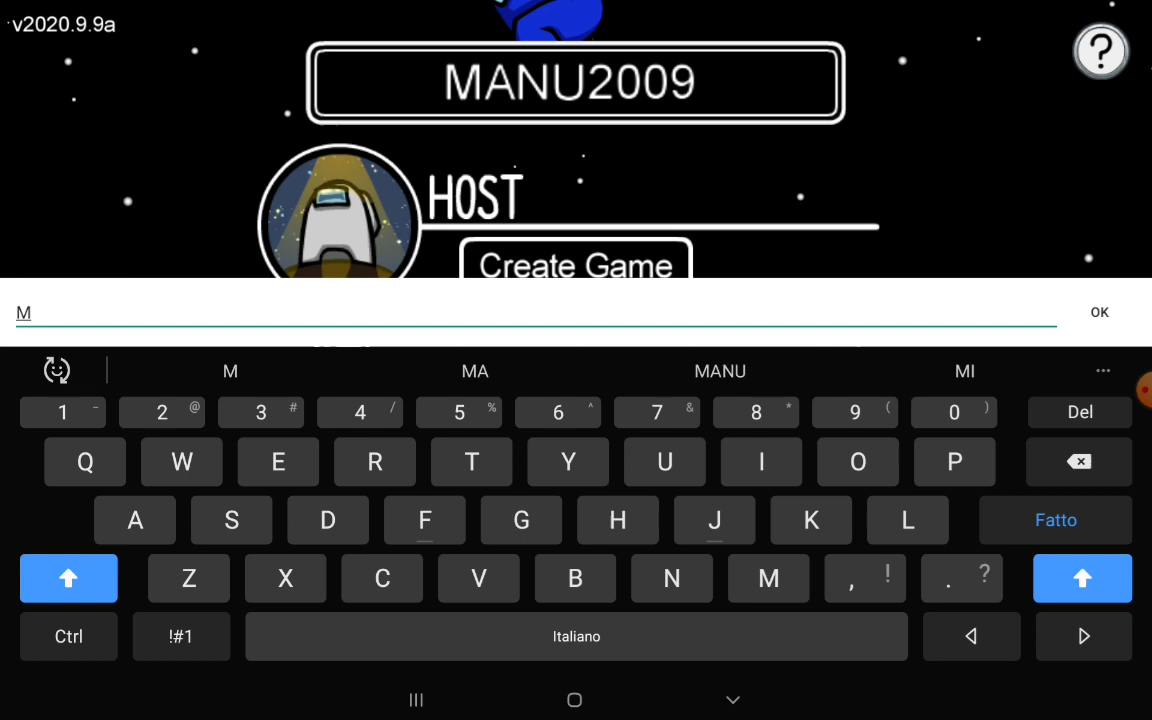 v2020.9.9a
?
MANU2009
HOST
Create Game
M
OK
M MA MANU MI ...
1 - 2 @ 3 # 4 / 5 % 6 ^ 7 & 8 * 9 ( 0 ) Del
Q W E R T Y U I O P
A S D F G H J K L Fatto
Z X C V B N M , ! . ?
Ctrl !#1 Italiano